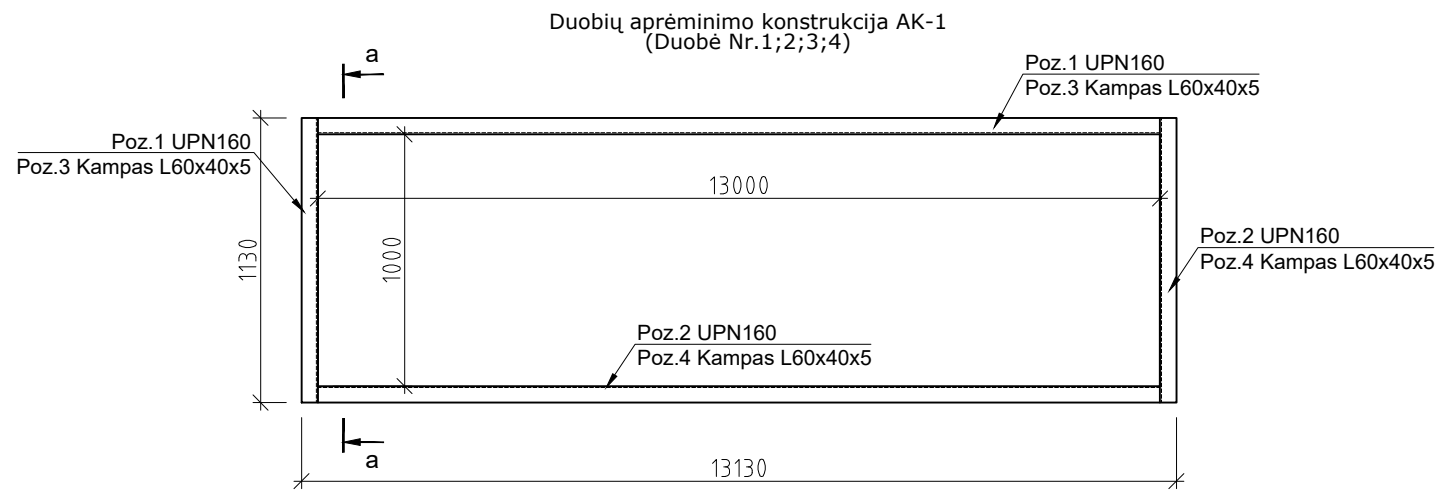 Duobių aprėminimo konstrukcija AK-1
(Duobė Nr.1;2;3;4)
a
Poz.1 UPN160
Poz.3 Kampas L60x40x5
Poz.1 UPN160
Poz.3 Kampas L60x40x5
13000
1130
1000
Poz.2 UPN160
Poz.4 Kampas L60x40x5
Poz.2 UPN160
Poz.4 Kampas L60x40x5
a
13130